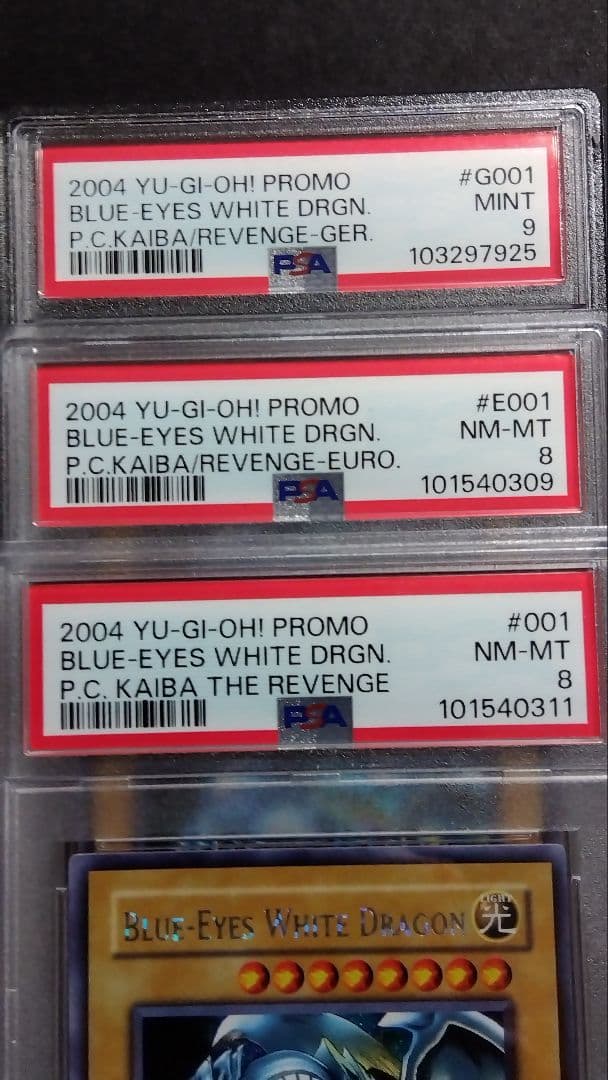 2004 YU-GI-OH! PROMO #G001
BLUE-EYES WHITE DRGN. MINT
P.C.KAIBA/REVENGE-GER. 9
PSA 103297925
2004 YU-GI-OH! PROMO #E001
BLUE-EYES WHITE DRGN. NM-MT
P.C.KAIBA/REVENGE-EURO. 8
PSA 101540309
2004 YU-GI-OH! PROMO #001
BLUE-EYES WHITE DRGN. NM-MT
P.C. KAIBA THE REVENGE 8
PSA 101540311
BLUE-EYES WHITE DRAGON
LIGHT
光